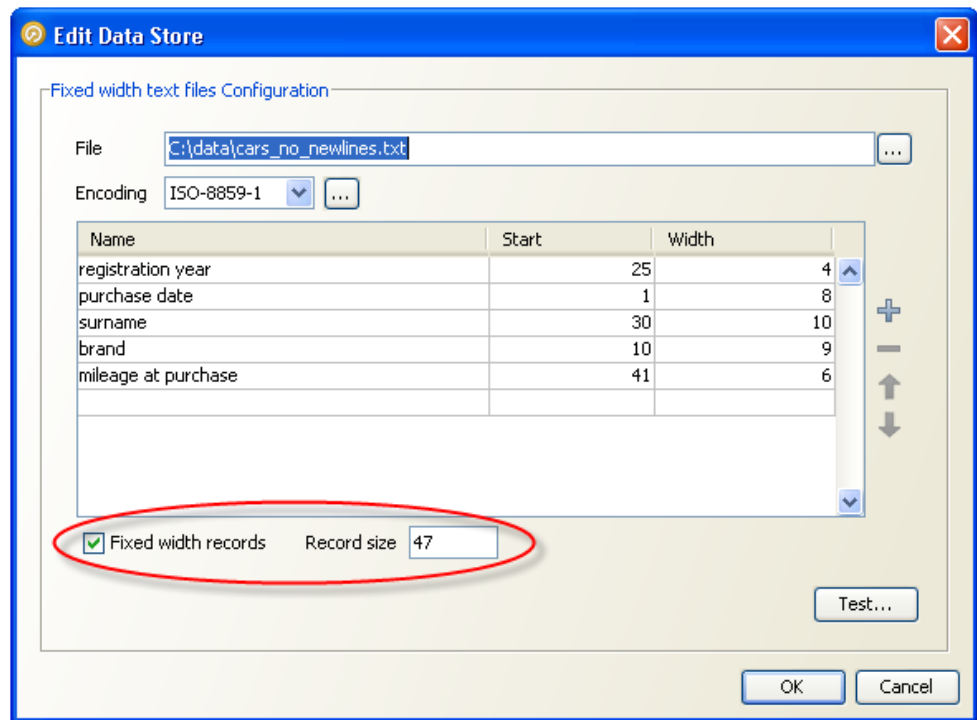 Edit Data Store
Fixed width text files Configuration
File C:\data\cars_no_newlines.txt ...
Encoding ISO-8859-1 ...
Name Start Width
registration year 25 4
purchase date 1 8
surname 30 10
brand 10 9
mileage at purchase 41 6
Fixed width records Record size 47
Test...
OK Cancel